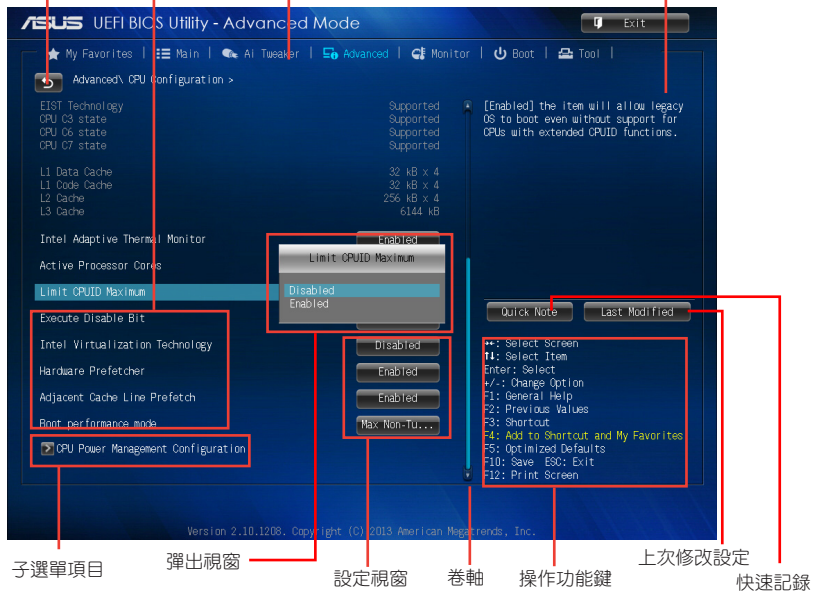 ASUS UEFI BIOS Utility - Advanced Mode
Exit
My Favorites | Main | Ai Tweaker | Advanced | Monitor | Boot | Tool |
Advanced\ CPU Configuration >
EIST Technology Supported
CPU C3 state Supported
CPU C6 state Supported
CPU C7 state Supported
L1 Data Cache 32 kB x 4
L1 Code Cache 32 kB x 4
L2 Cache 256 kB x 4
L3 Cache 6144 kB
Intel Adaptive Thermal Monitor Enabled
Active Processor Cores
Limit CPUID Maximum
Execute Disable Bit
Intel Virtualization Technology Disabled
Hardware Prefetcher Enabled
Adjacent Cache Line Prefetch Enabled
Boot performance mode Max Non-Tu...
CPU Power Management Configuration
Limit CPUID Maximum
Disabled
Enabled
[Enabled] the item will allow legacy
OS to boot even without support for
CPUs with extended CPUID functions.
Quick Note
Last Modified
→←: Select Screen
↑↓: Select Item
Enter: Select
+/-: Change Option
F1: General Help
F2: Previous Values
F3: Shortcut
F4: Add to Shortcut and My Favorites
F5: Optimized Defaults
F10: Save ESC: Exit
F12: Print Screen
Version 2.10.1208. Copyright (C) 2013 American Megatrends, Inc.
子選單項目
彈出視窗
設定視窗
卷軸
操作功能鍵
上次修改設定
快速記錄